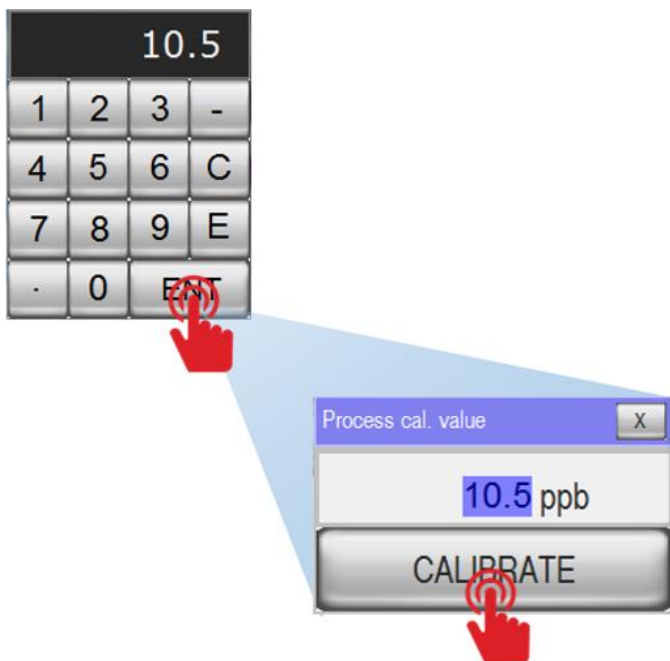 10.5
1 2 3 -
4 5 6 C
7 8 9 E
. 0 ENT
Process cal. value X
10.5 ppb
CALIBRATE